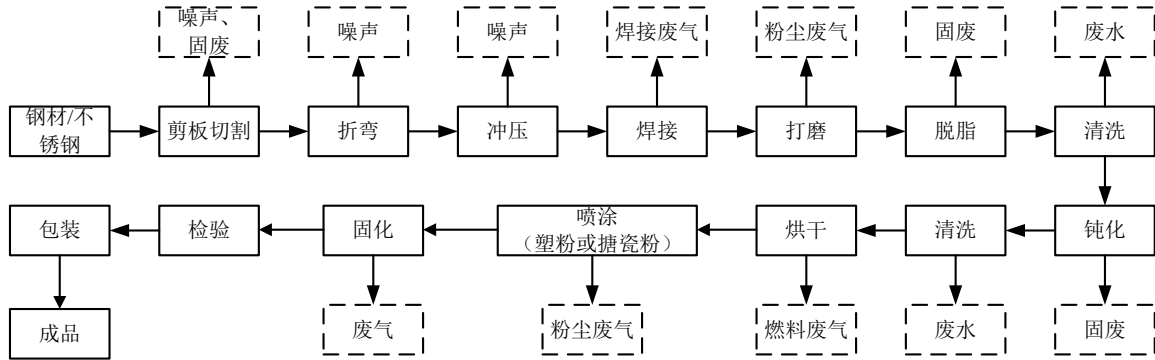 噪声、
固废
噪声
噪声
焊接废气
粉尘废气
固废
废水
钢材/不
锈钢
剪板切割
折弯
冲压
焊接
打磨
脱脂
清洗
包装
检验
固化
喷涂
（塑粉或搪瓷粉）
烘干
清洗
钝化
成品
废气
粉尘废气
燃料废气
废水
固废